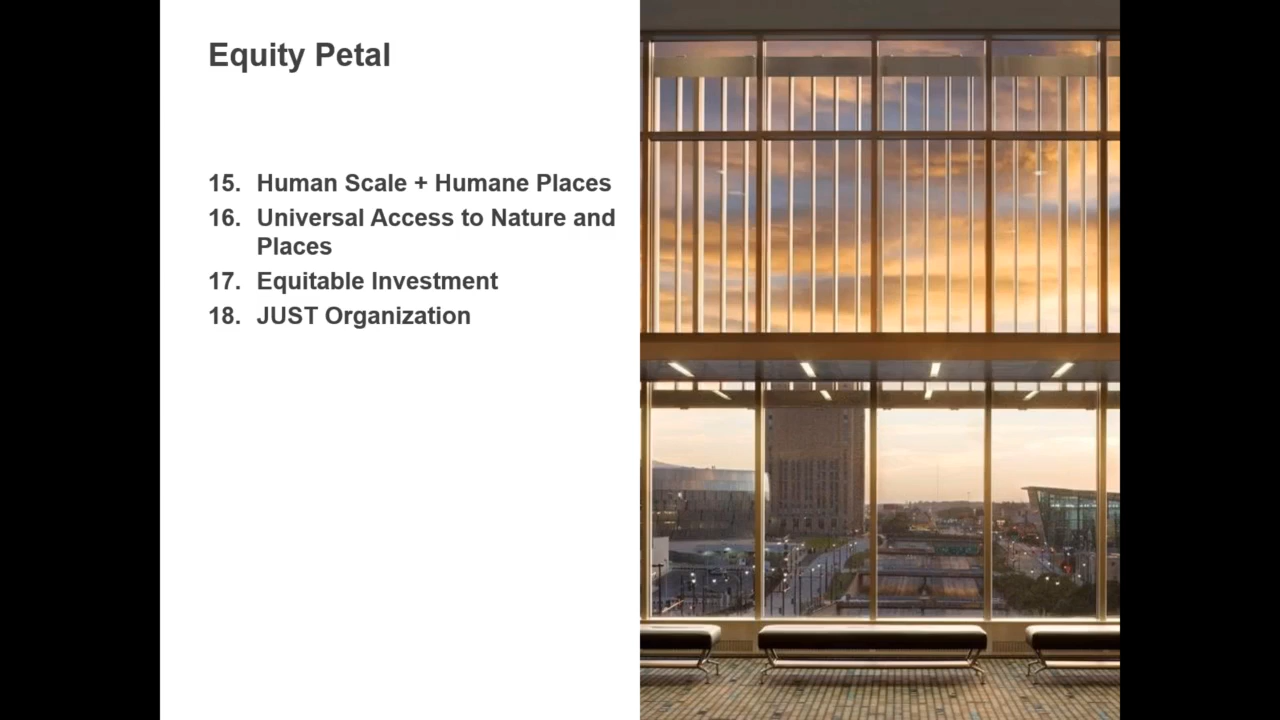 Equity Petal
15. Human Scale + Humane Places
16. Universal Access to Nature and
Places
17. Equitable Investment
18. JUST Organization